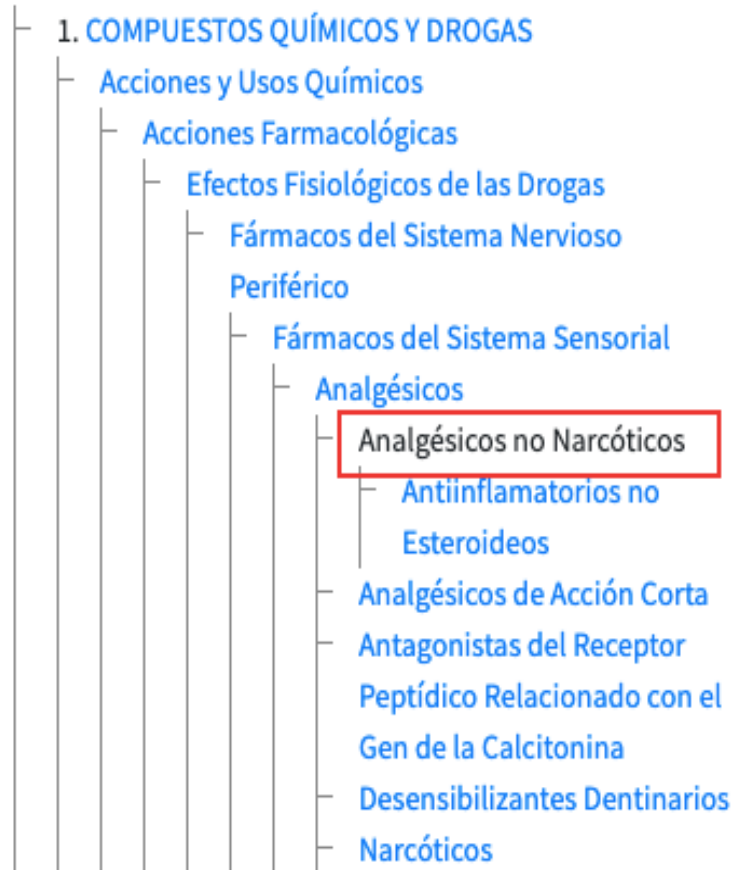 1. COMPUESTOS QUÍMICOS Y DROGAS
Acciones y Usos Químicos
Acciones Farmacológicas
Efectos Fisiológicos de las Drogas
Fármacos del Sistema Nervioso
Periférico
Fármacos del Sistema Sensorial
Analgésicos
Analgésicos no Narcóticos
Antiinflamatorios no
Esteroideos
Analgésicos de Acción Corta
Antagonistas del Receptor
Peptídico Relacionado con el
Gen de la Calcitonina
Desensibilizantes Dentinarios
Narcóticos